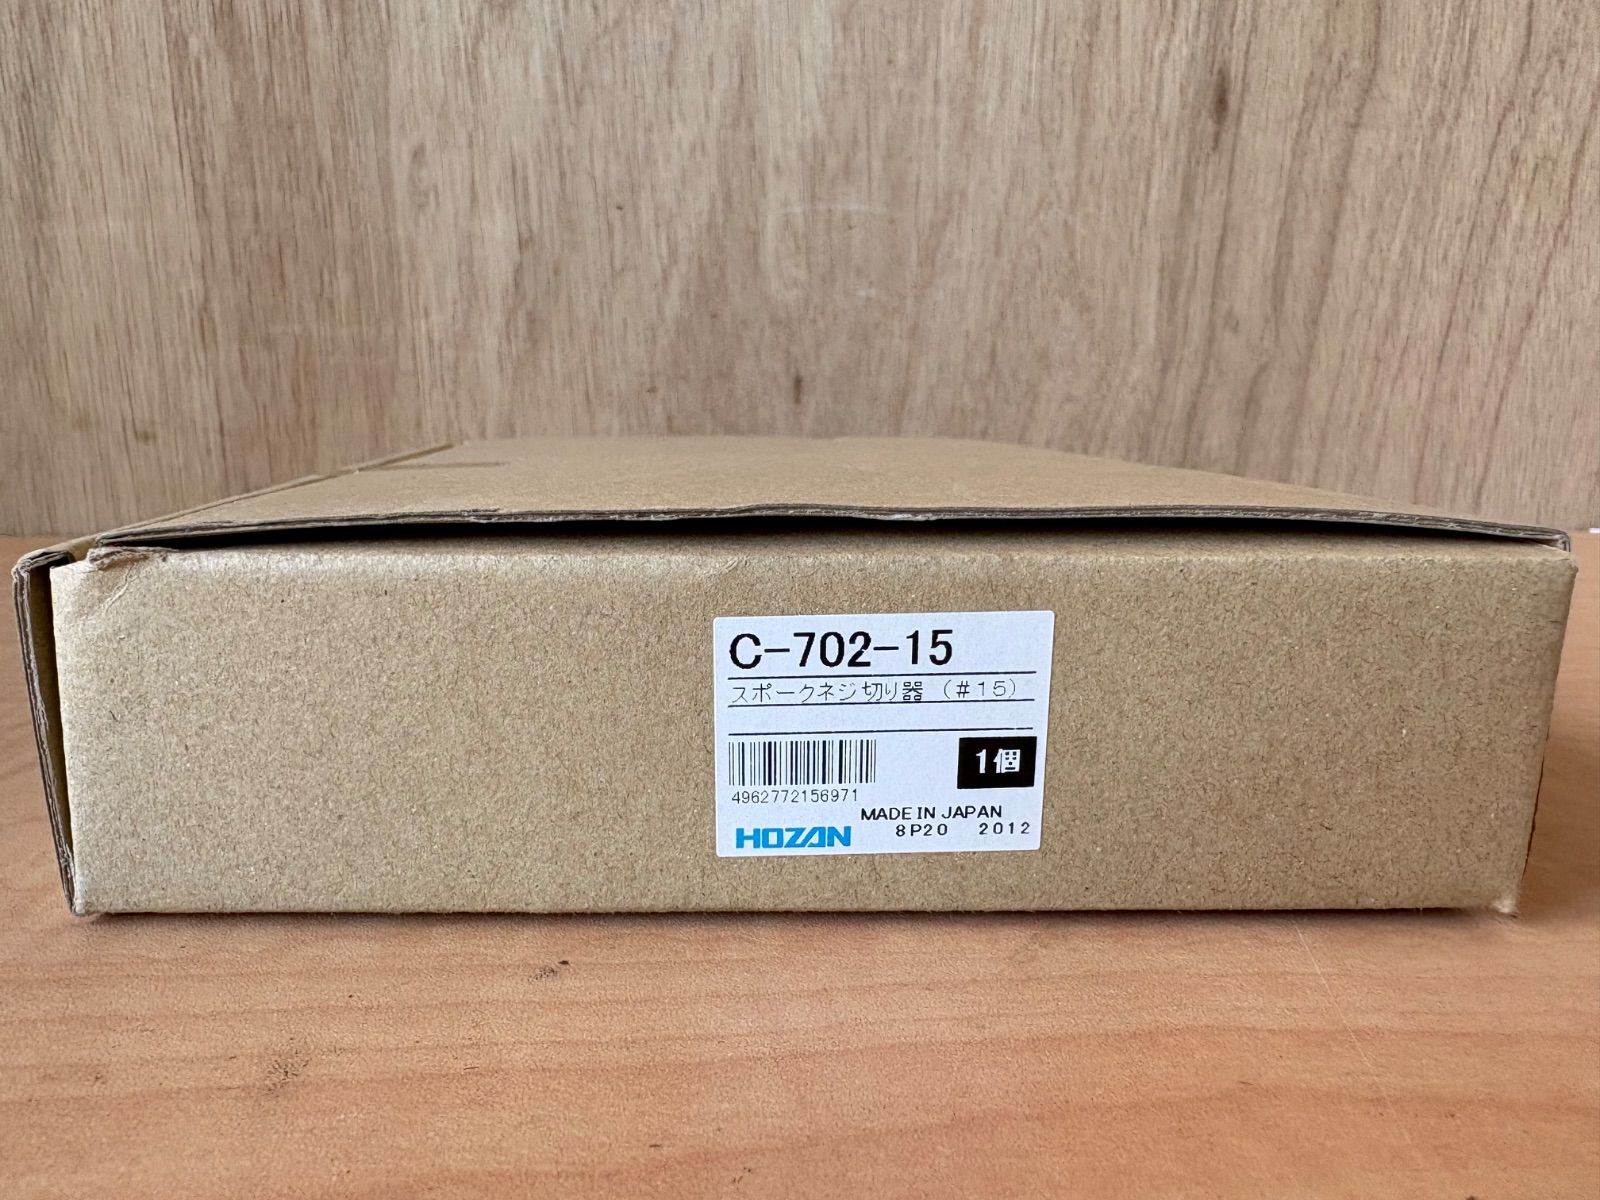 C-702-15
スポークネジ切り器 (#15)
1個
4962772156971
MADE IN JAPAN
HOZAN 8P20 2012